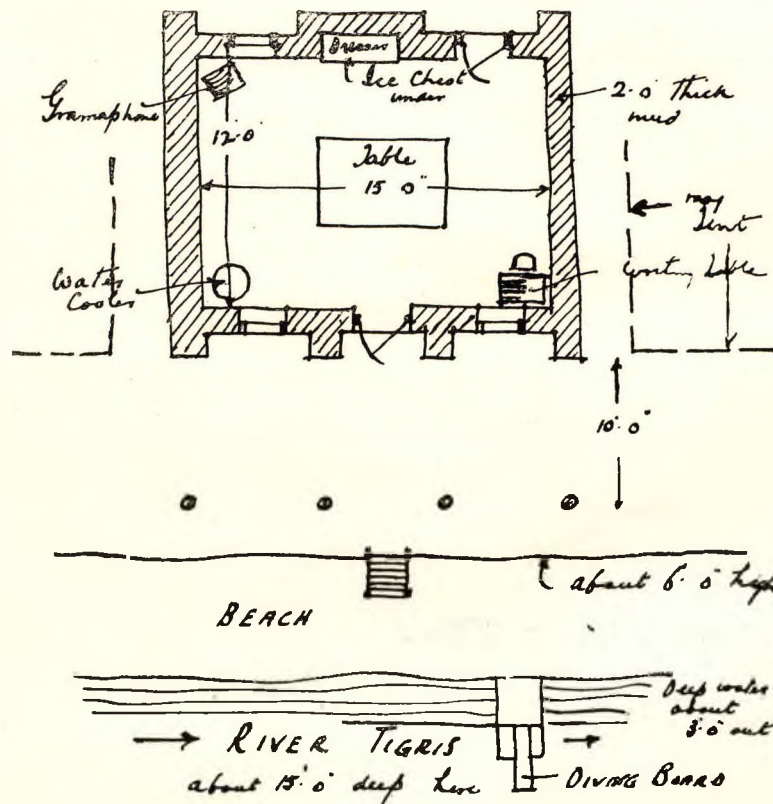 Ice Chest
under
Gramaphone
12'.0
2'.0" thick
mud
Table
15' 0"
my
Tent
Water
Cooler
writing table
10'.0"
about 6'.0" high
BEACH
Deep water
about
3'.0 out
RIVER TIGRIS
about 15'.0 deep here
DIVING BOARD